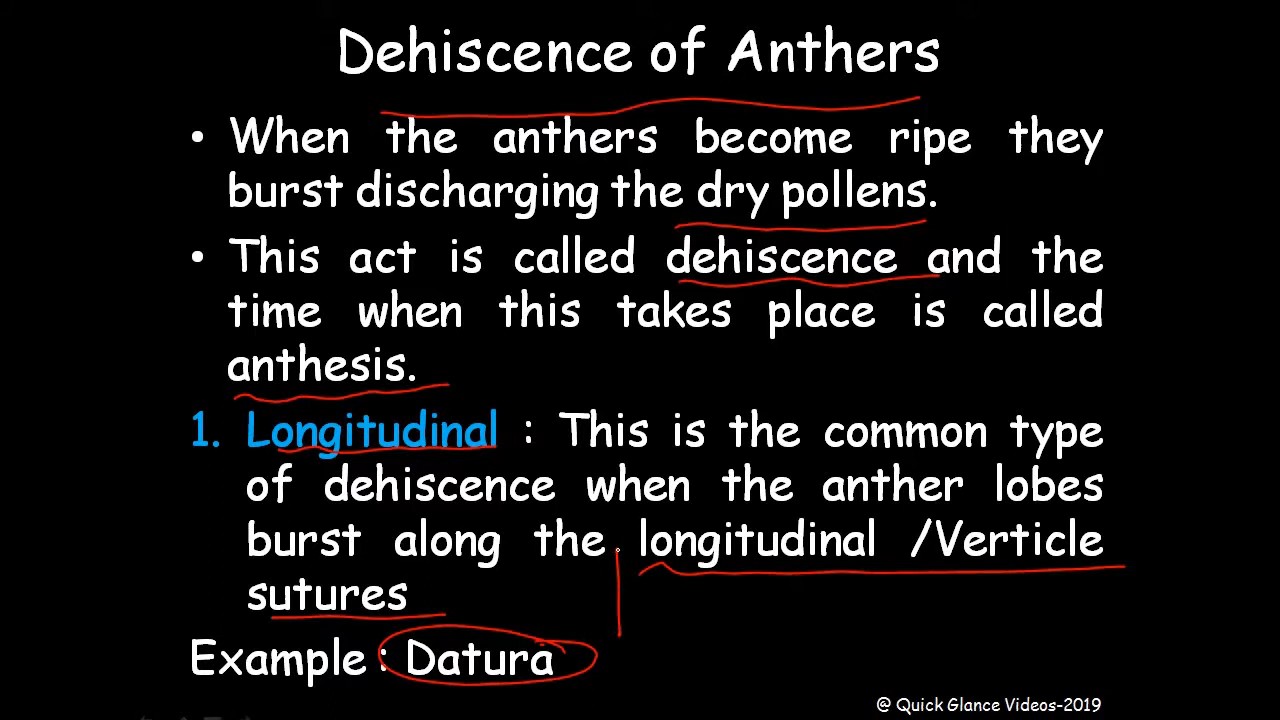 Dehiscence of Anthers
• When the anthers become ripe they
burst discharging the dry pollens.
• This act is called dehiscence and the
time when this takes place is called
anthesis.
1. Longitudinal : This is the common type
of dehiscence when the anther lobes
burst along the longitudinal /Verticle
sutures
Example : Datura
@ Quick Glance Videos-2019